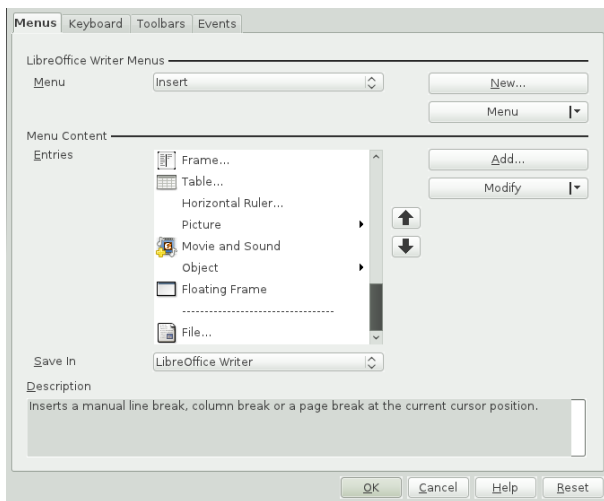 Menus Keyboard Toolbars Events
LibreOffice Writer Menus
Menu Insert New...
Menu
Menu Content
Entries Add...
Modify
Frame...
Table...
Horizontal Ruler...
Picture
Movie and Sound
Object
Floating Frame
--------------------------------
File...
Save In LibreOffice Writer
Description
Inserts a manual line break, column break or a page break at the current cursor position.
OK Cancel Help Reset